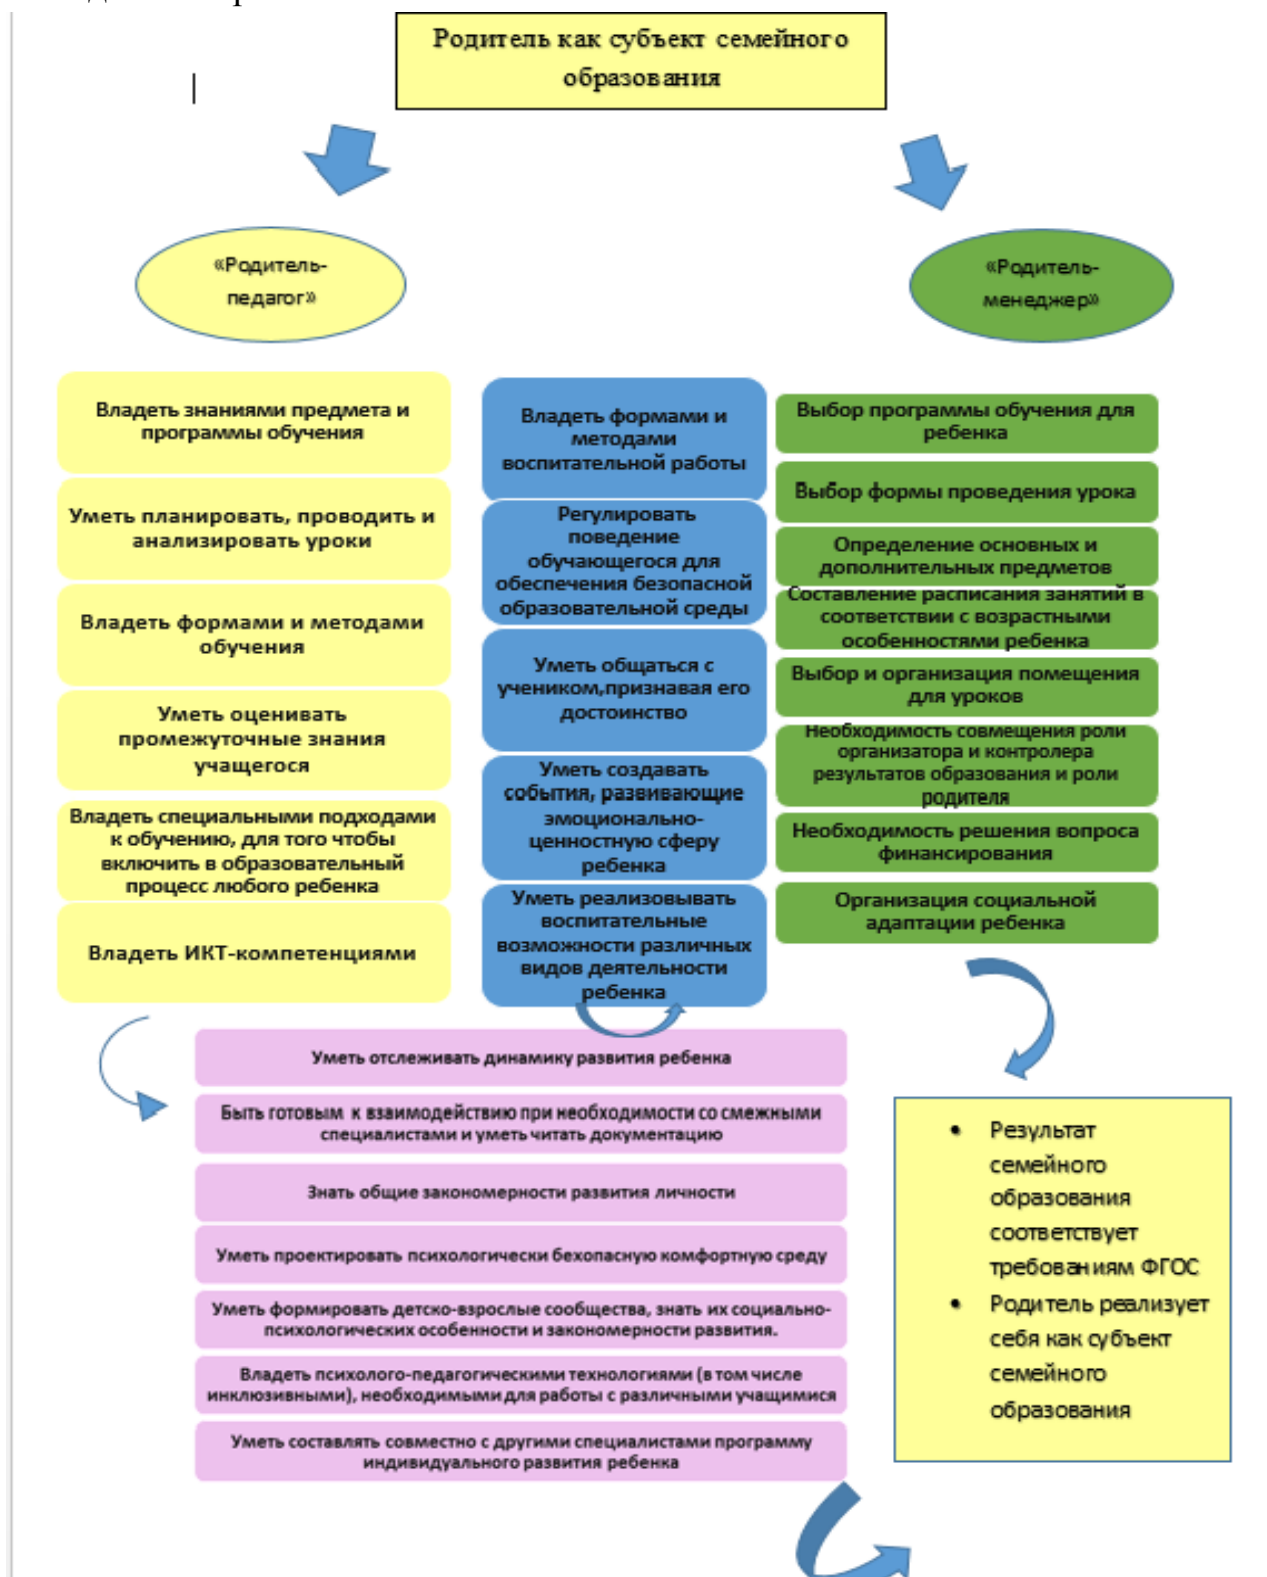 Родитель как субъект семейного
образования
«Родитель-
педагог»
«Родитель-
менеджер»
Владеть знаниями предмета и
программы обучения
Уметь планировать, проводить и
анализировать уроки
Владеть формами и методами
обучения
Уметь оценивать
промежуточные знания
учащегося
Владеть специальными подходами
к обучению, для того чтобы
включить в образовательный
процесс любого ребенка
Владеть ИКТ-компетенциями
Владеть формами и
методами
воспитательной работы
Регулировать
поведение
обучающегося для
обеспечения безопасной
образовательной среды
Уметь общаться с
учеником,признавая его
достоинство
Уметь создавать
события, развивающие
эмоционально-
ценностную сферу
ребенка
Уметь реализовывать
воспитательные
возможности различных
видов деятельности
ребенка
Выбор программы обучения для
ребенка
Выбор формы проведения урока
Определение основных и
дополнительных предметов
Составление расписания занятий в
соответствии с возрастными
особенностями ребенка
Выбор и организация помещения
для уроков
Необходимость совмещения роли
организатора и контролера
результатов образования и роли
родителя
Необходимость решения вопроса
финансирования
Организация социальной
адаптации ребенка
Уметь отслеживать динамику развития ребенка
Быть готовым к взаимодействию при необходимости со смежными
специалистами и уметь читать документацию
Знать общие закономерности развития личности
Уметь проектировать психологически бехопасную комфортную среду
Уметь формировать детско-взрослые сообщества, знать их социально-
психологических особенности и закономерности развития.
Владеть психолого-педагогическими технологиями (в том числе
инклюзивными), необходимыми для работы с различными учащимися
Уметь составлять совместно с другими специалистами программу
индивидуального развития ребенка
• Результат
семейного
образования
соответствует
требованиям ФГОС
• Родитель реализует
себя как субъект
семейного
образования